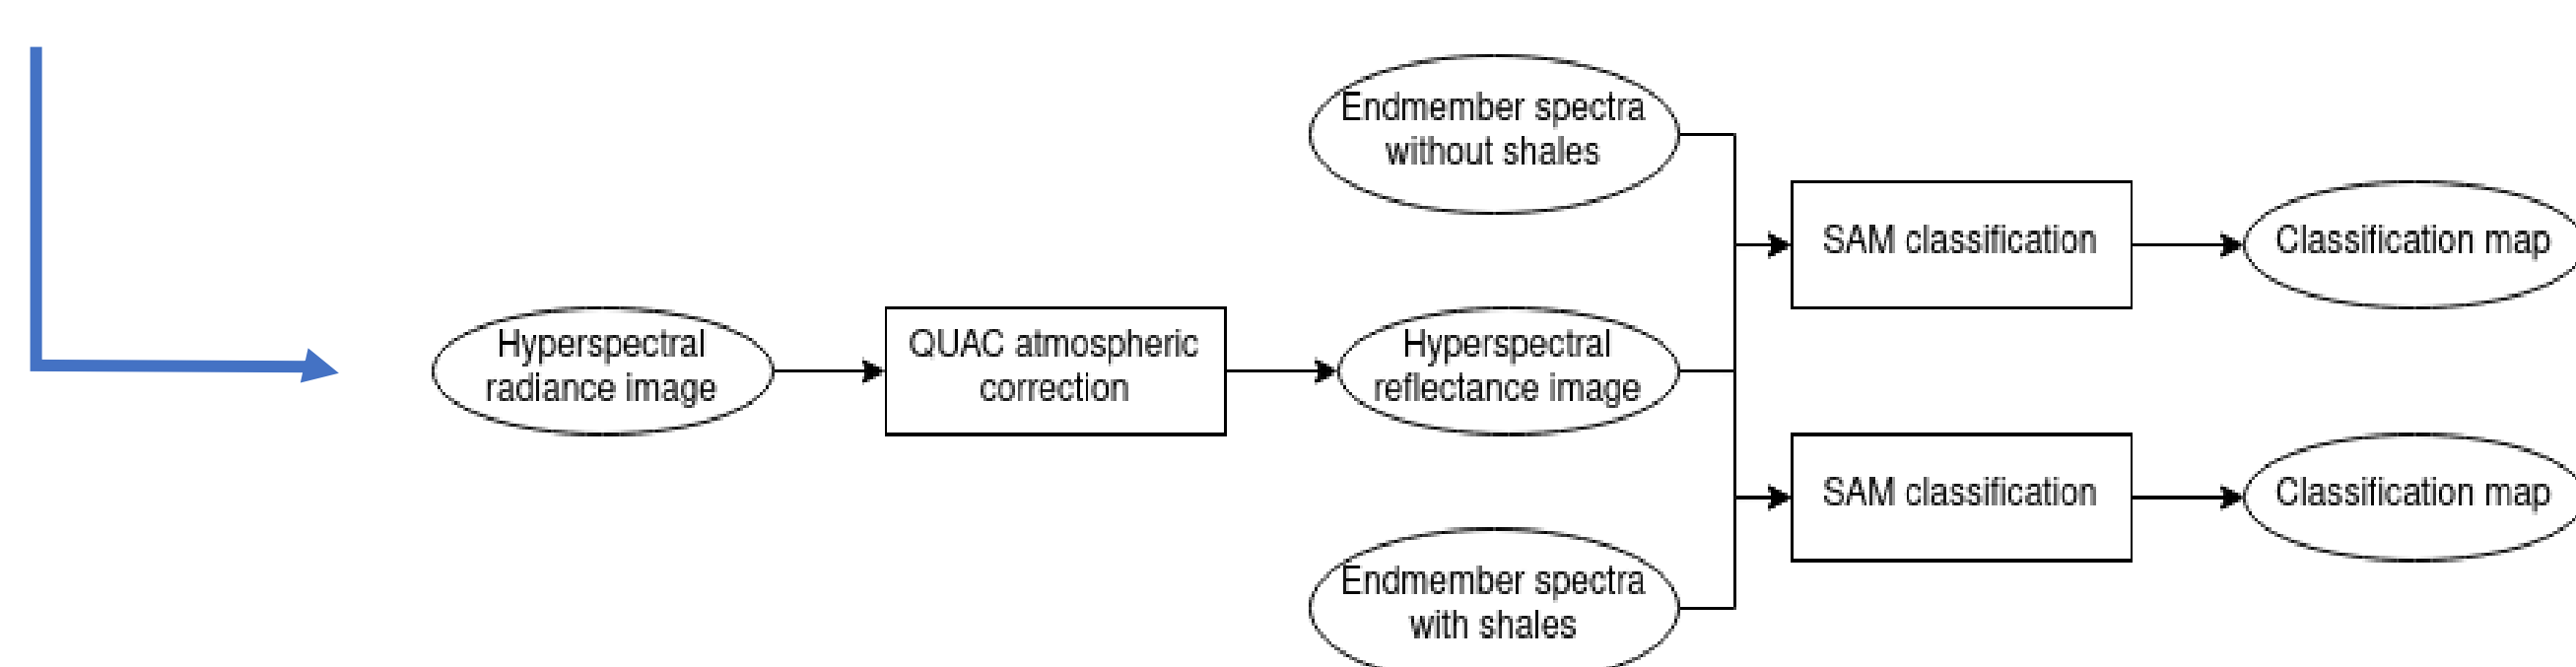 Endmember spectra
without shales
SAM classification
Classification map
Hyperspectral
radiance image
QUAC atmospheric
correction
Hyperspectral
reflectance image
SAM classification
Classification map
Endmember spectra
with shales